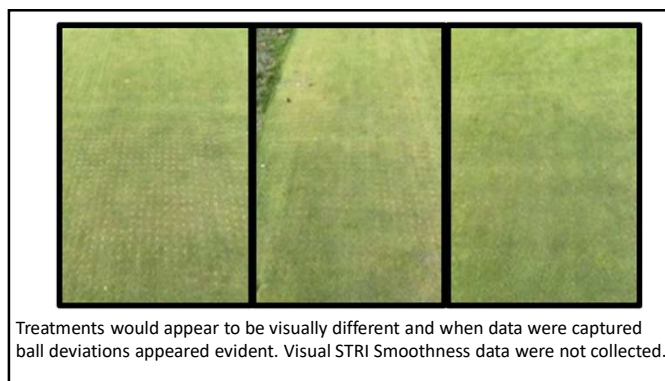 Treatments would appear to be visually different and when data were captured
ball deviations appeared evident. Visual STRI Smoothness data were not collected.